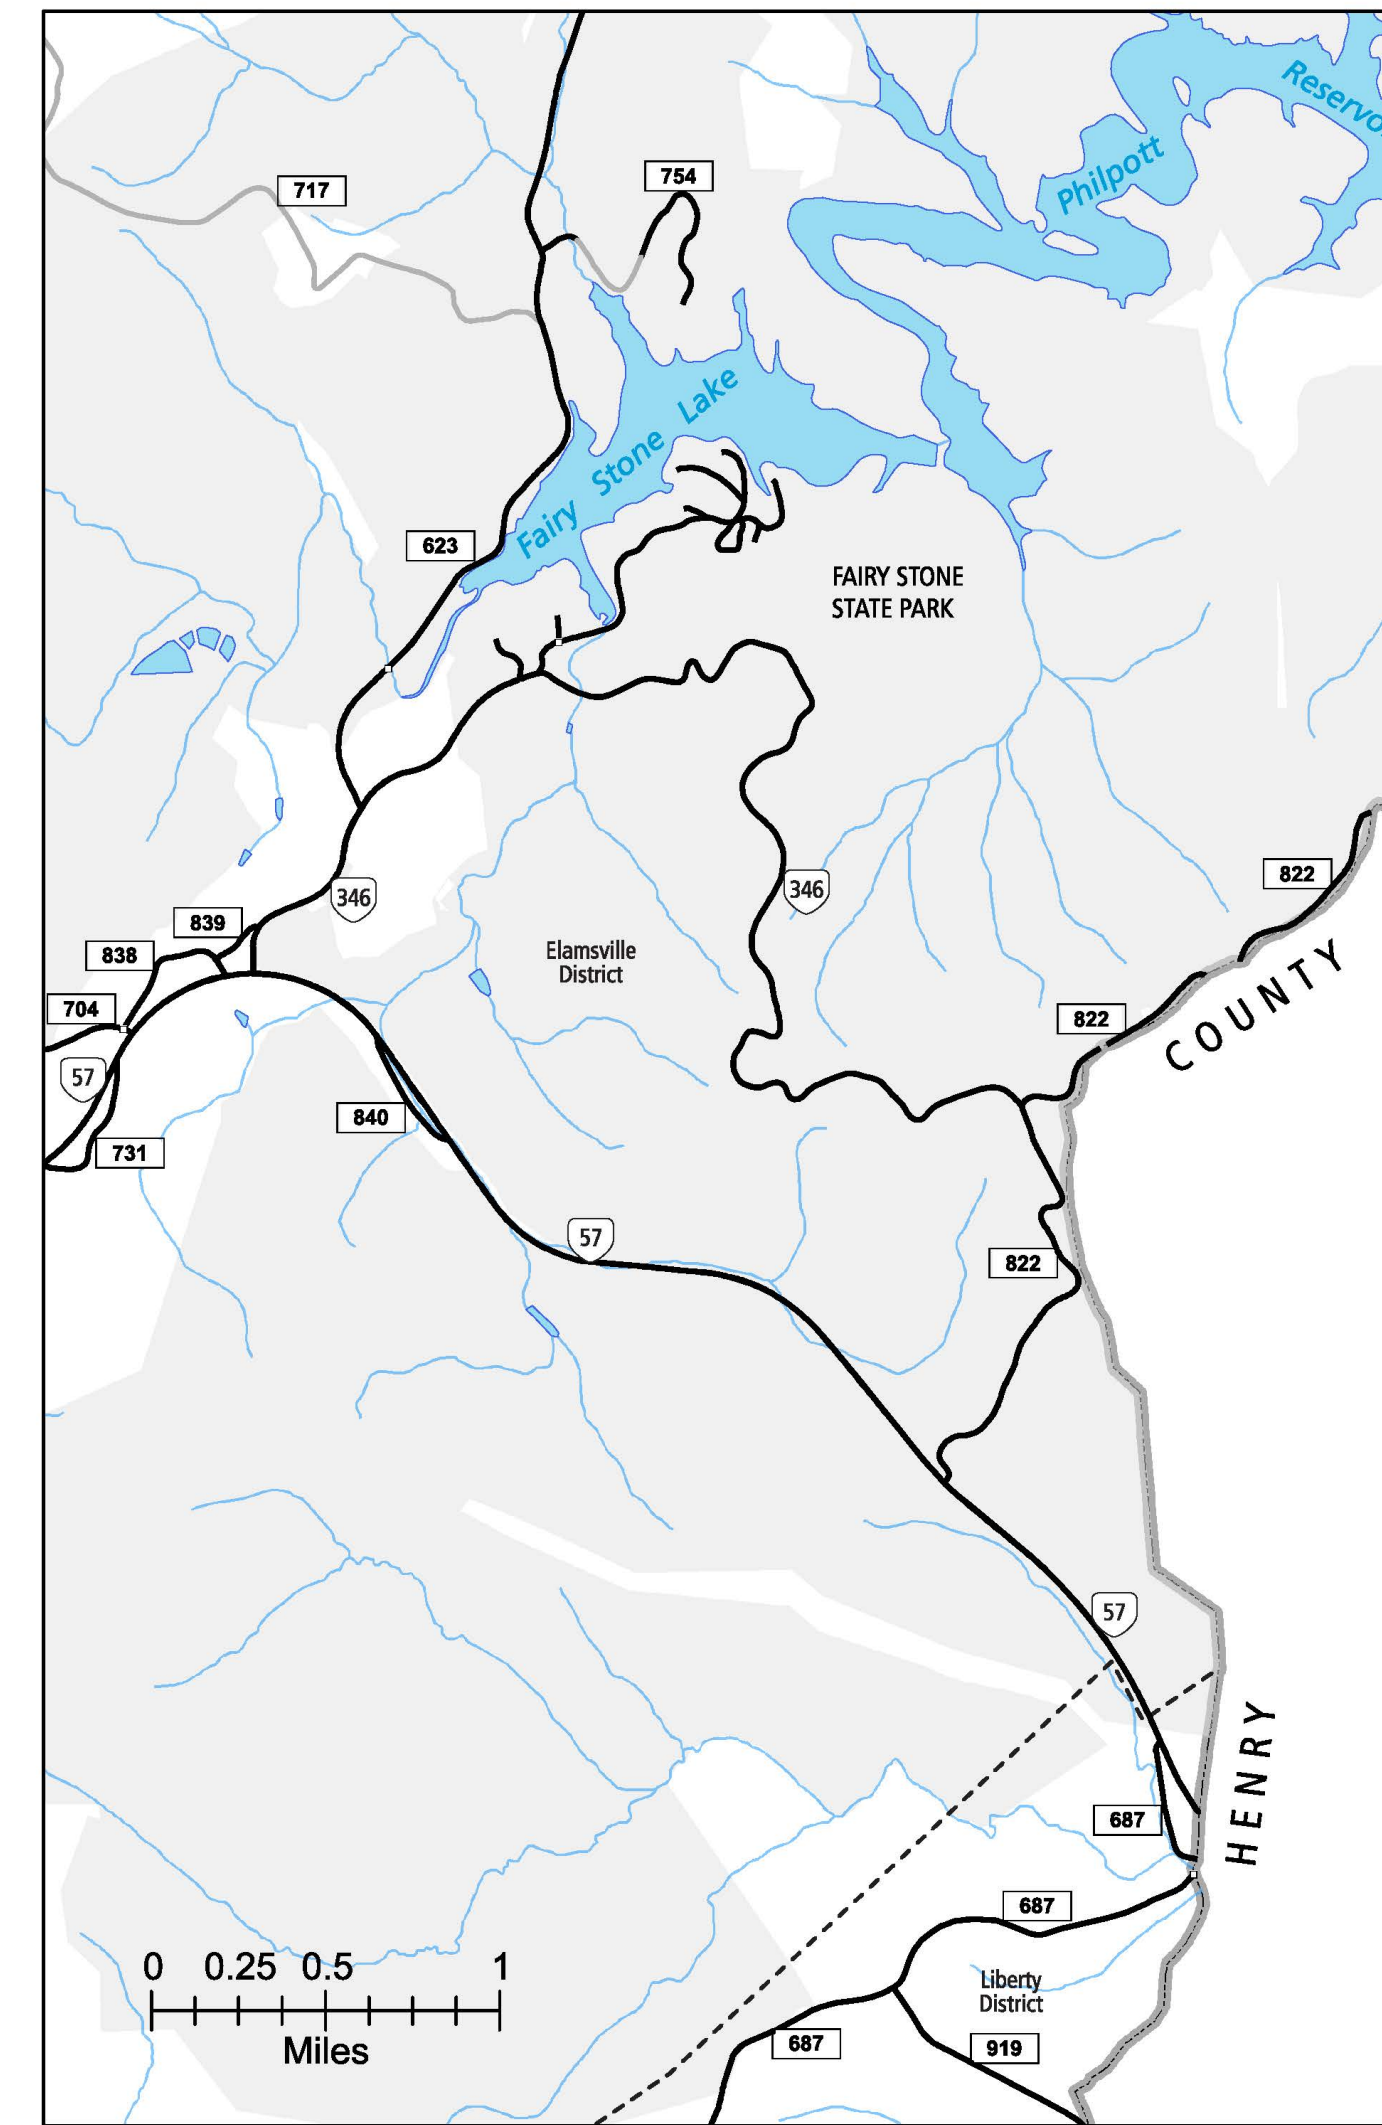 Reservo
Philpott
754
717
Fairy Stone Lake
623
FAIRY STONE
STATE PARK
822
346
346
839
838
Elamsville
District
704
822
COUNTY
57
840
731
57
822
57
HENRY
687
687
0 0.25 0.5 1
Miles
Liberty
District
687
919